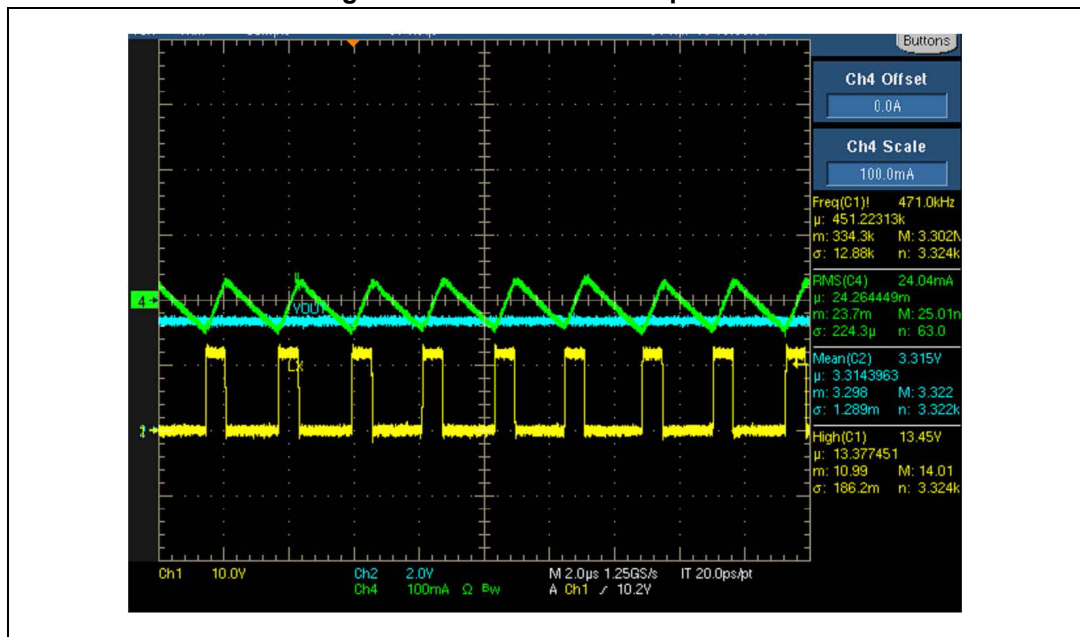 Buttons
Ch4 Offset
0.0A
Ch4 Scale
100.0mA
Freq(C1)! 471.0kHz
µ: 451.22313k
m: 334.3k M: 3.302M
σ: 12.88k n: 3.324k
RMS(C4) 24.04mA
µ: 24.264449m
m: 23.7m M: 25.01m
σ: 224.3µ n: 63.0
Mean(C2) 3.315V
µ: 3.3143963
m: 3.298 M: 3.322
σ: 1.289m n: 3.322k
High(C1) 13.45V
µ: 13.377451
m: 10.99 M: 14.01
σ: 186.2m n: 3.324k
4
VOUT
LX
Ch1 10.0V Ch2 2.0V M 2.0µs 1.25GS/s IT 20.0ps/pt
Ch4 100mA Ω Bw A Ch1 / 10.2V